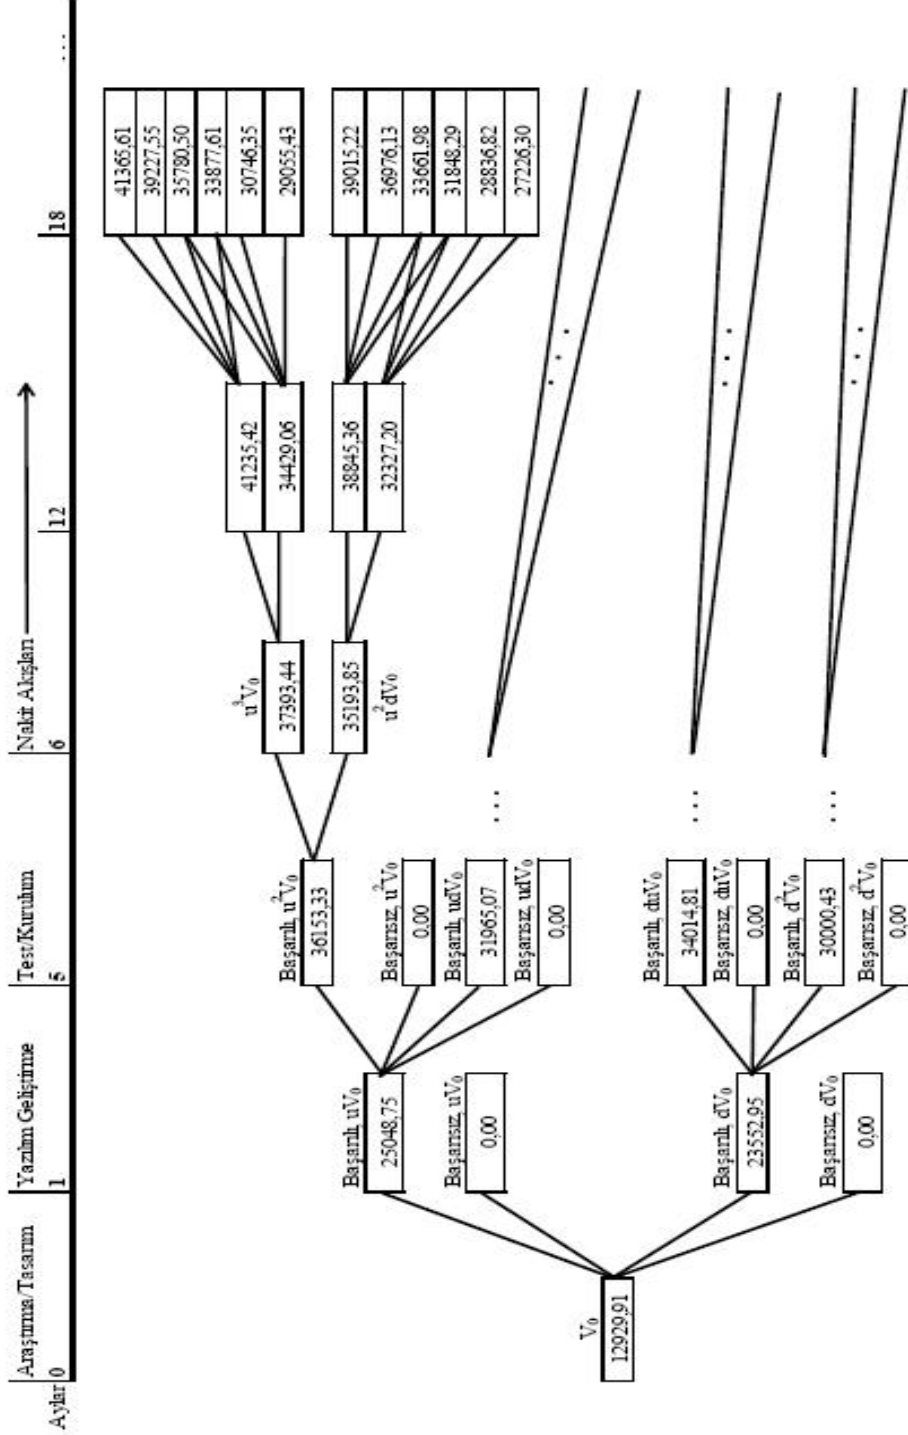 Araştırma/Tasarım
Yazılım Geliştirme
Test/Kurulum
Nakit Akışları
Aylar 0
1
5
6
12
18
...
V₀
12929,91
Başarılı, uV₀
25048,75
Başarısız, uV₀
0,00
Başarılı, dV₀
23552,95
Başarısız, dV₀
0,00
Başarılı, u²V₀
36153,33
Başarısız, u²V₀
0,00
Başarılı, udV₀
31965,07
Başarısız, udV₀
0,00
Başarılı, duV₀
34014,81
Başarısız, duV₀
0,00
Başarılı, d²V₀
30000,43
Başarısız, d²V₀
0,00
u³V₀
37393,44
35193,85
u²dV₀
...
...
...
41235,42
34429,06
38845,36
32327,20
...
...
...
41365,61
39227,55
35780,50
33877,61
30746,35
29055,43
39015,22
36976,13
33661,98
31848,29
28836,82
27226,30